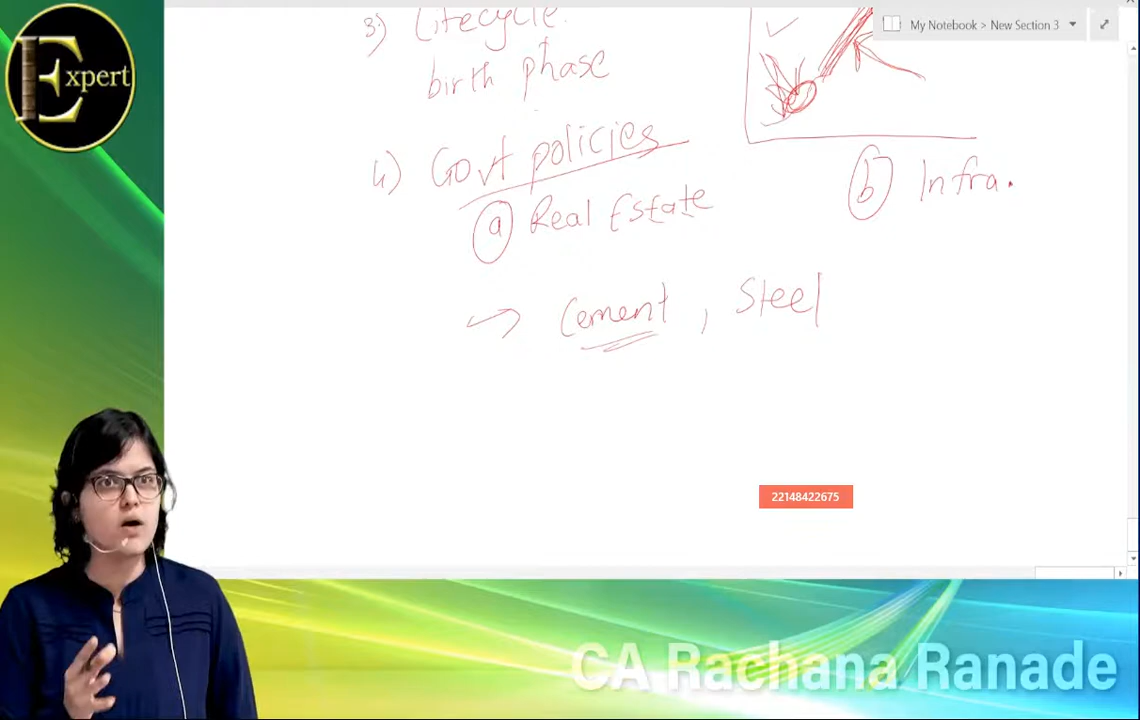 Expert
My Notebook > New Section 3
3.) Lifecycle.
birth phase
4) Govt policies
a Real Estate
b Infra.
→ Cement, Steel
22148422675
CA Rachana Ranade